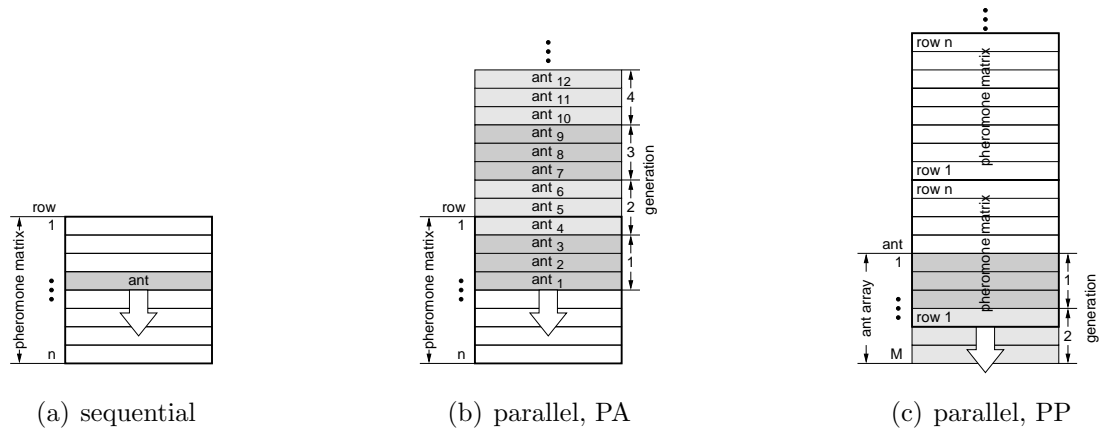 row
1
n
pheromone matrix
ant
(a) sequential
ant 12
ant 11
ant 10
ant 9
ant 8
ant 7
ant 6
ant 5
ant 4
ant 3
ant 2
ant 1
4
3
2
1
generation
row
1
n
pheromone matrix
(b) parallel, PA
row n
pheromone matrix
row 1
row n
pheromone matrix
row 1
ant
1
M
ant array
1
2
generation
(c) parallel, PP